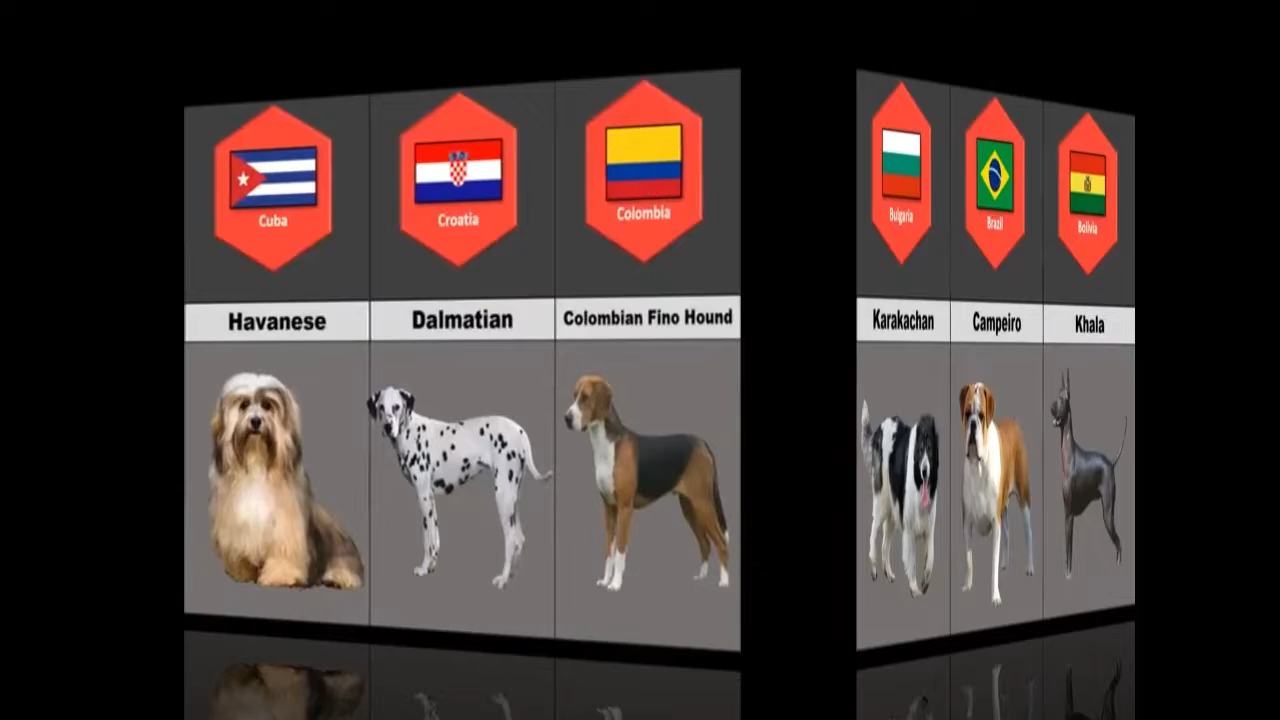 Cuba
Croatia
Colombia
Bulgaria
Brazil
Bolivia
Havanese
Dalmatian
Colombian Fino Hound
Karakachan
Campeiro
Khala